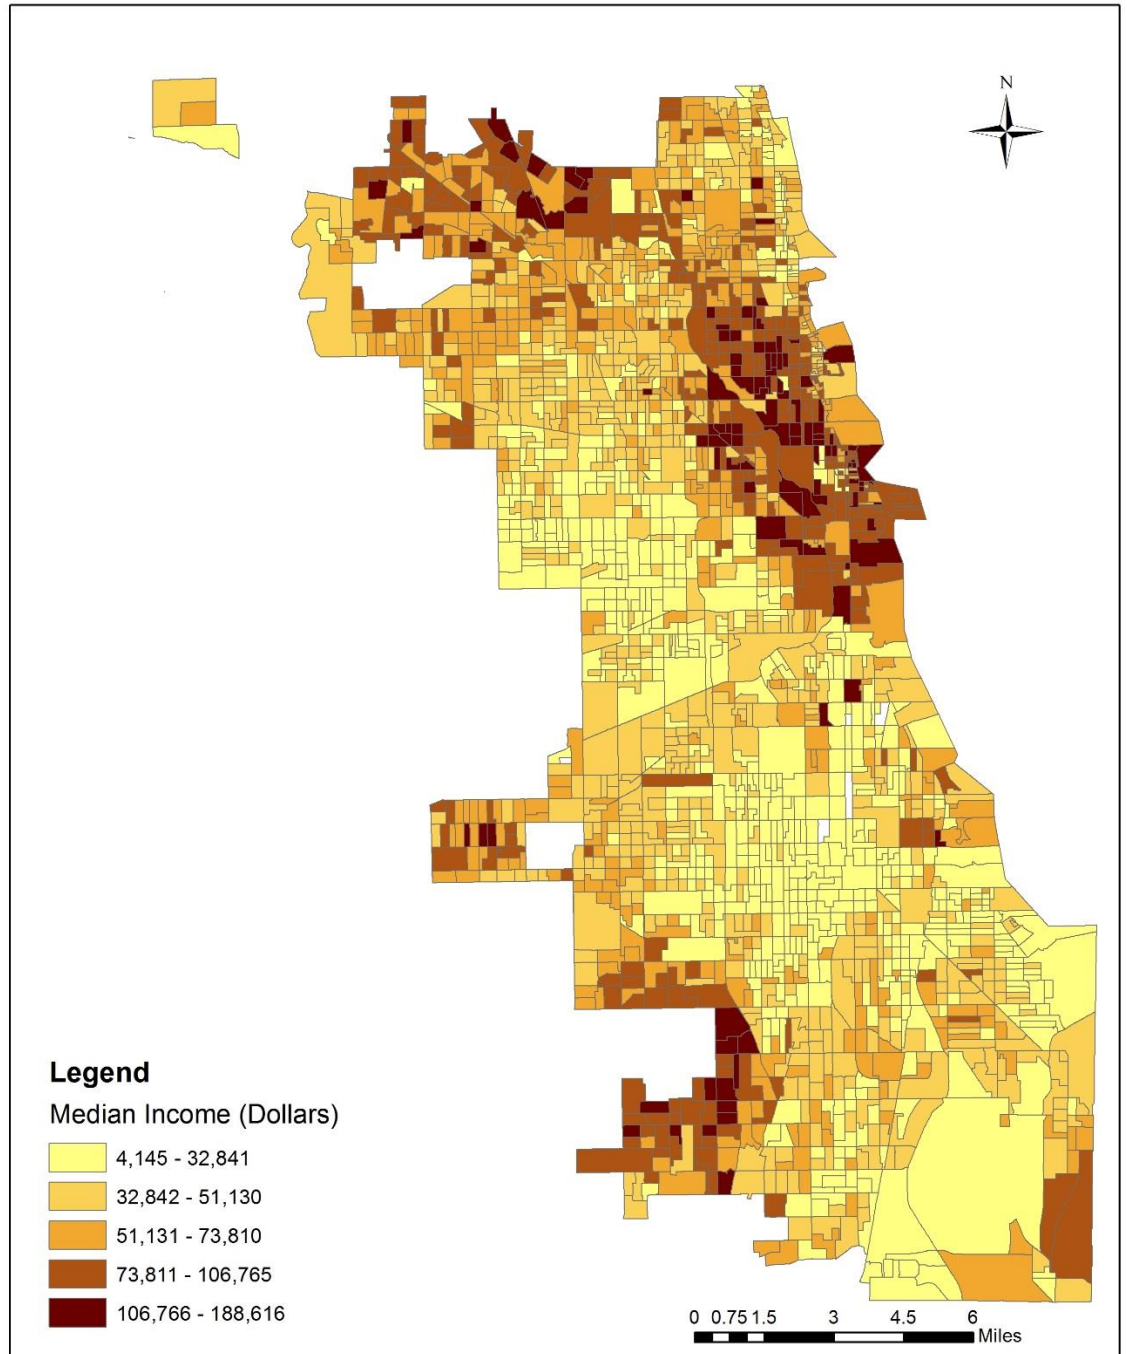 N
Legend
Median Income (Dollars)
4,145 - 32,841
32,842 - 51,130
51,131 - 73,810
73,811 - 106,765
106,766 - 188,616
0 0.75 1.5 3 4.5 6
Miles